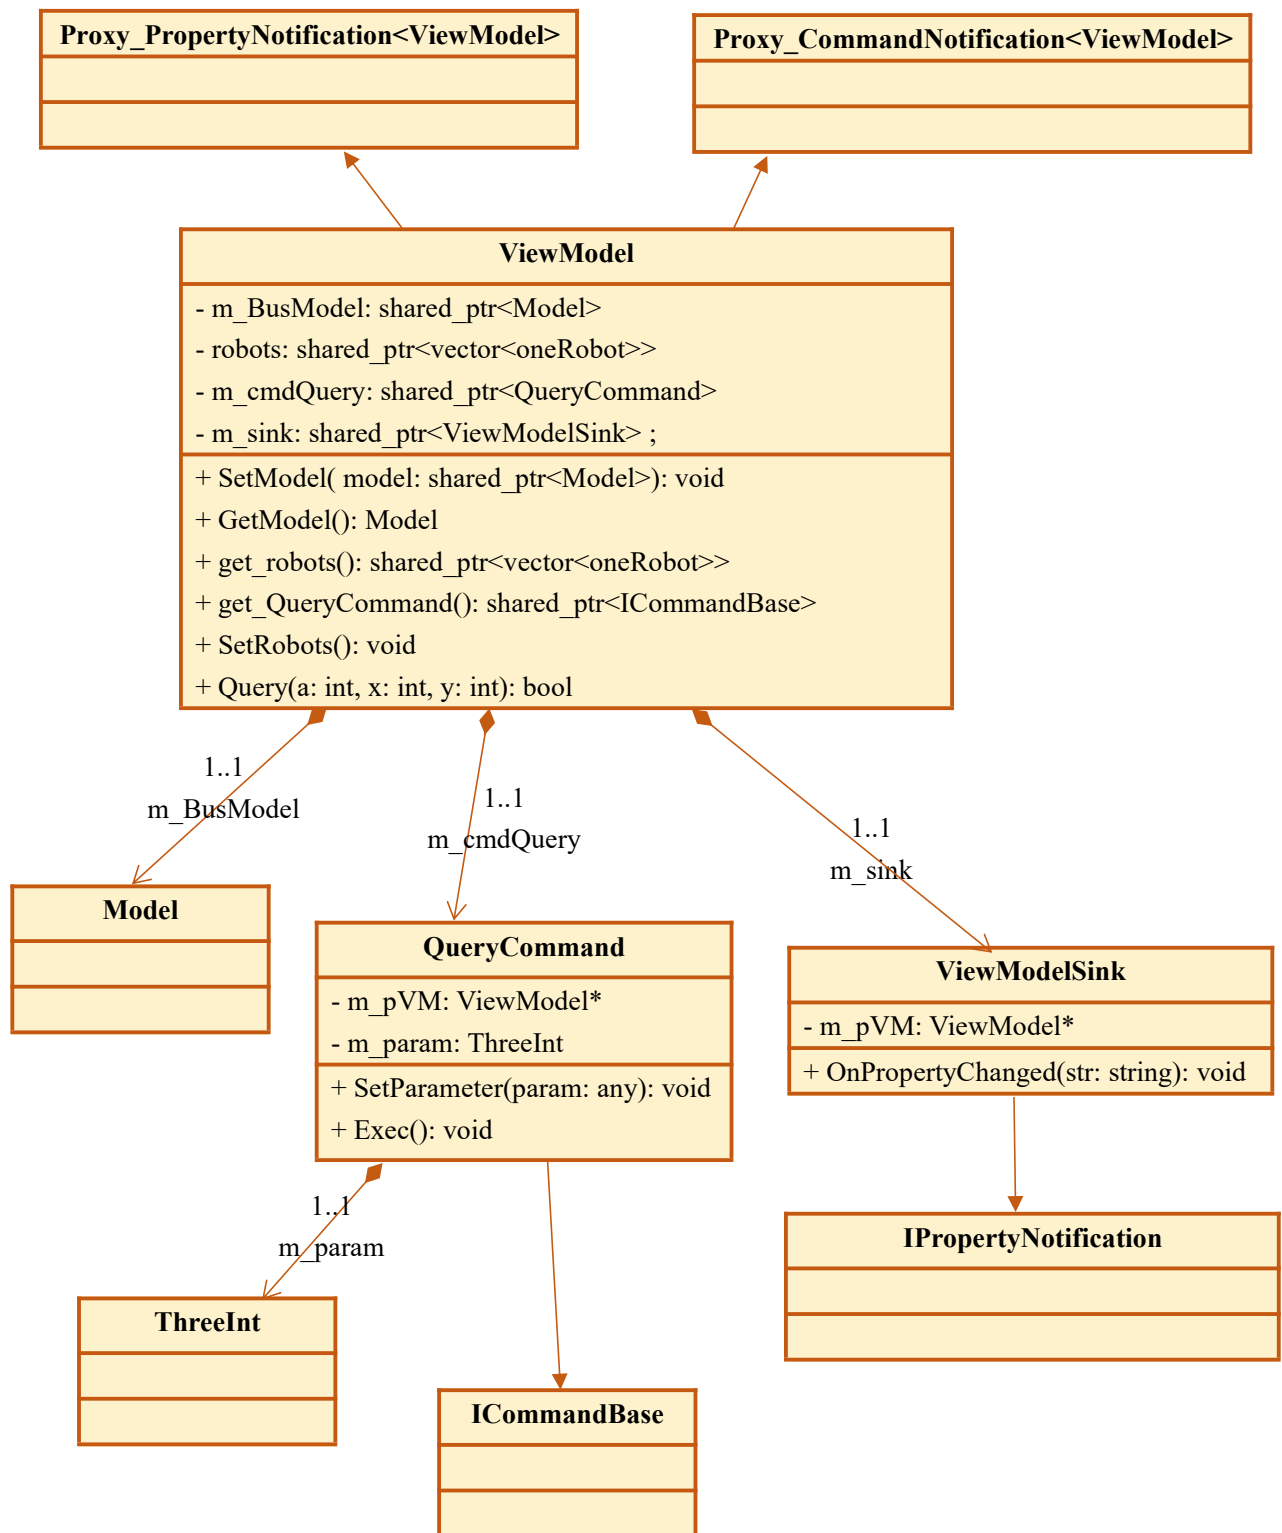 Proxy_PropertyNotification<ViewModel>
Proxy_CommandNotification<ViewModel>
ViewModel
- m_BusModel: shared_ptr<Model>
- robots: shared_ptr<vector<oneRobot>>
- m_cmdQuery: shared_ptr<QueryCommand>
- m_sink: shared_ptr<ViewModelSink> ;
+ SetModel( model: shared_ptr<Model>): void
+ GetModel(): Model
+ get_robots(): shared_ptr<vector<oneRobot>>
+ get_QueryCommand(): shared_ptr<ICommandBase>
+ SetRobots(): void
+ Query(a: int, x: int, y: int): bool
1..1
m_BusModel
1..1
m_cmdQuery
1..1
m_sink
Model
QueryCommand
- m_pVM: ViewModel*
- m_param: ThreeInt
+ SetParameter(param: any): void
+ Exec(): void
ViewModelSink
- m_pVM: ViewModel*
+ OnPropertyChanged(str: string): void
1..1
m_param
IPropertyNotification
ThreeInt
ICommandBase